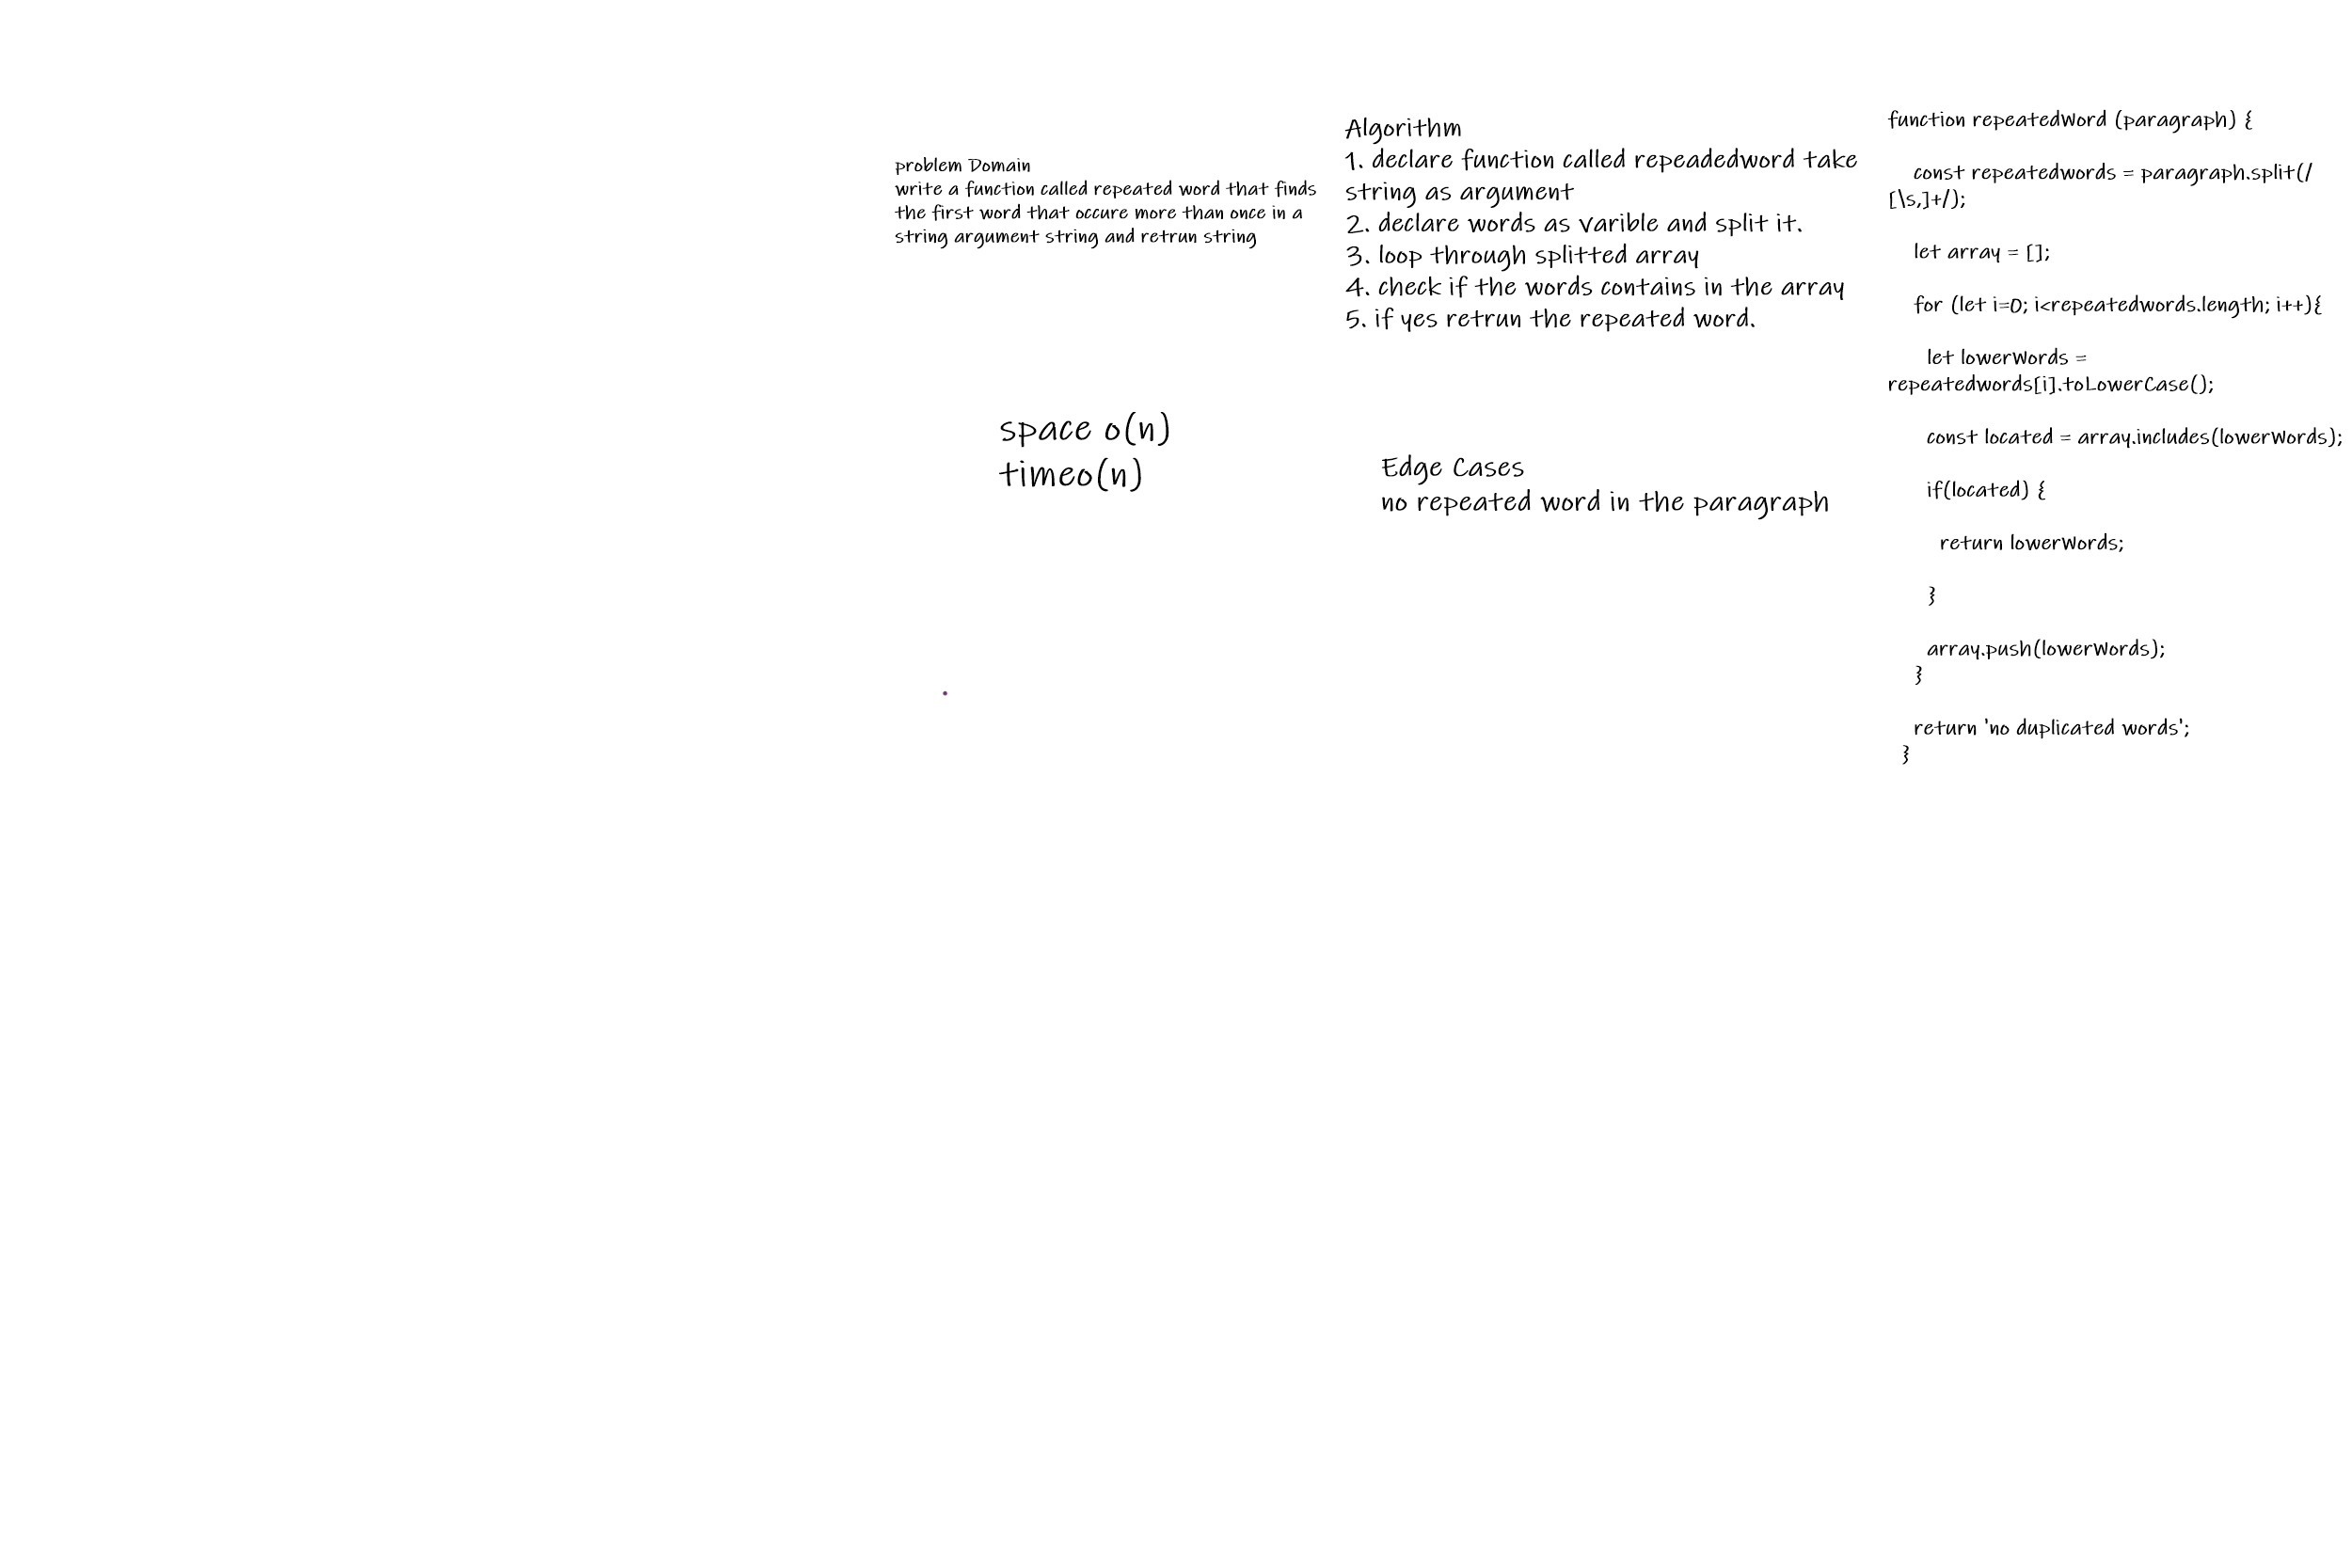 problem Domain
write a function called repeated word that finds
the first word that occure more than once in a
string argument string and retrun string
space o(n)
timeo(n)
Algorithm
1. declare function called repeadedword take
string as argument
2. declare words as varible and split it.
3. loop through splitted array
4. check if the words contains in the array
5. if yes retrun the repeated word.
Edge Cases
no repeated word in the paragraph
function repeatedWord (paragraph) {
const repeatedwords = paragraph.split(/
[\s,]+/);
let array = [];
for (let i=0; i<repeatedwords.length; i++){
let lowerWords =
repeatedwords[i].toLowerCase();
const located = array.includes(lowerWords);
if(located) {
return lowerWords;
}
array.push(lowerWords);
}
return 'no duplicated words';
}